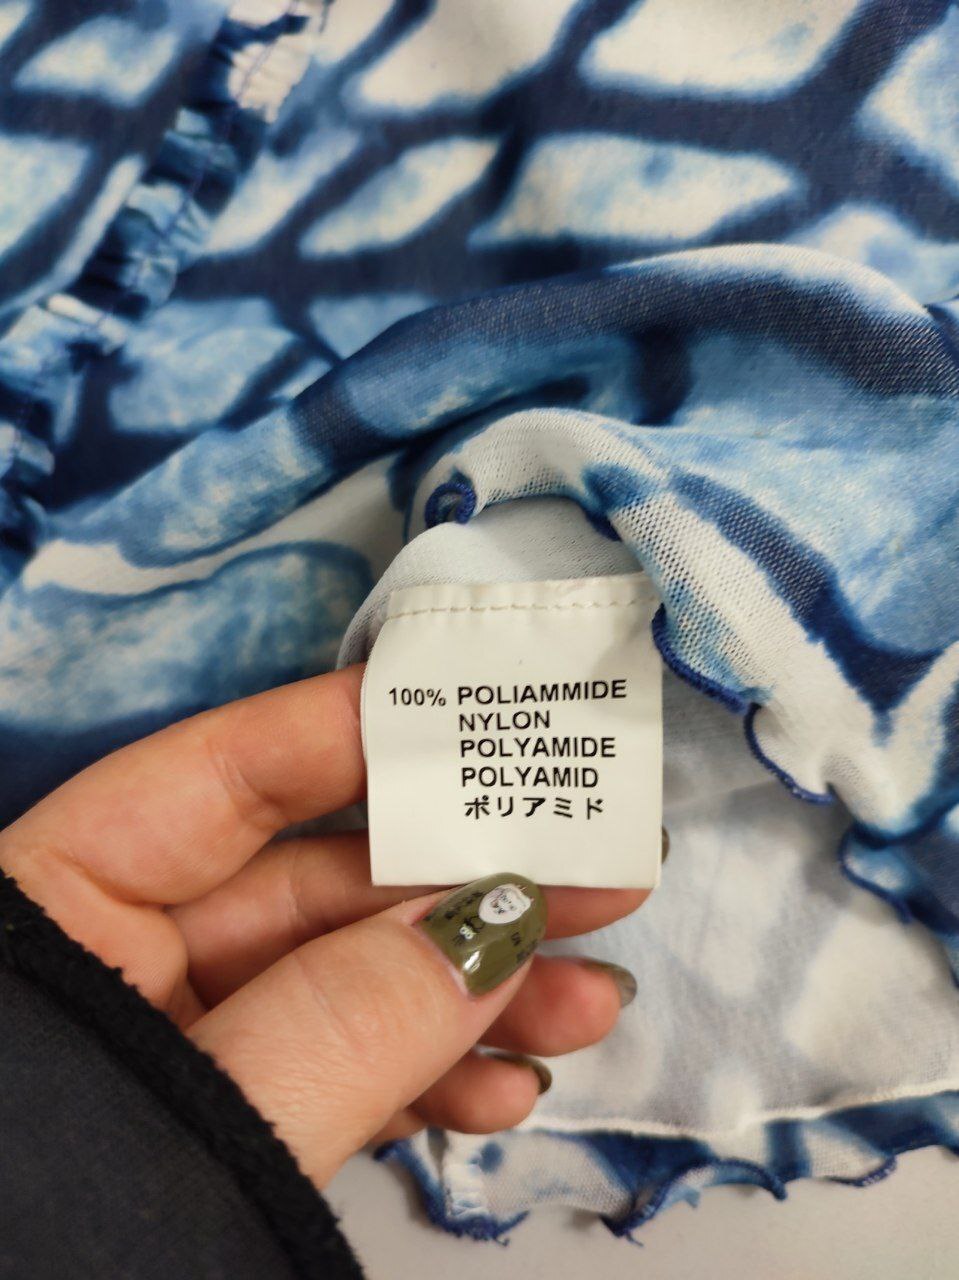 100% POLIAMMIDE
NYLON
POLYAMIDE
POLYAMID
ポリアミド